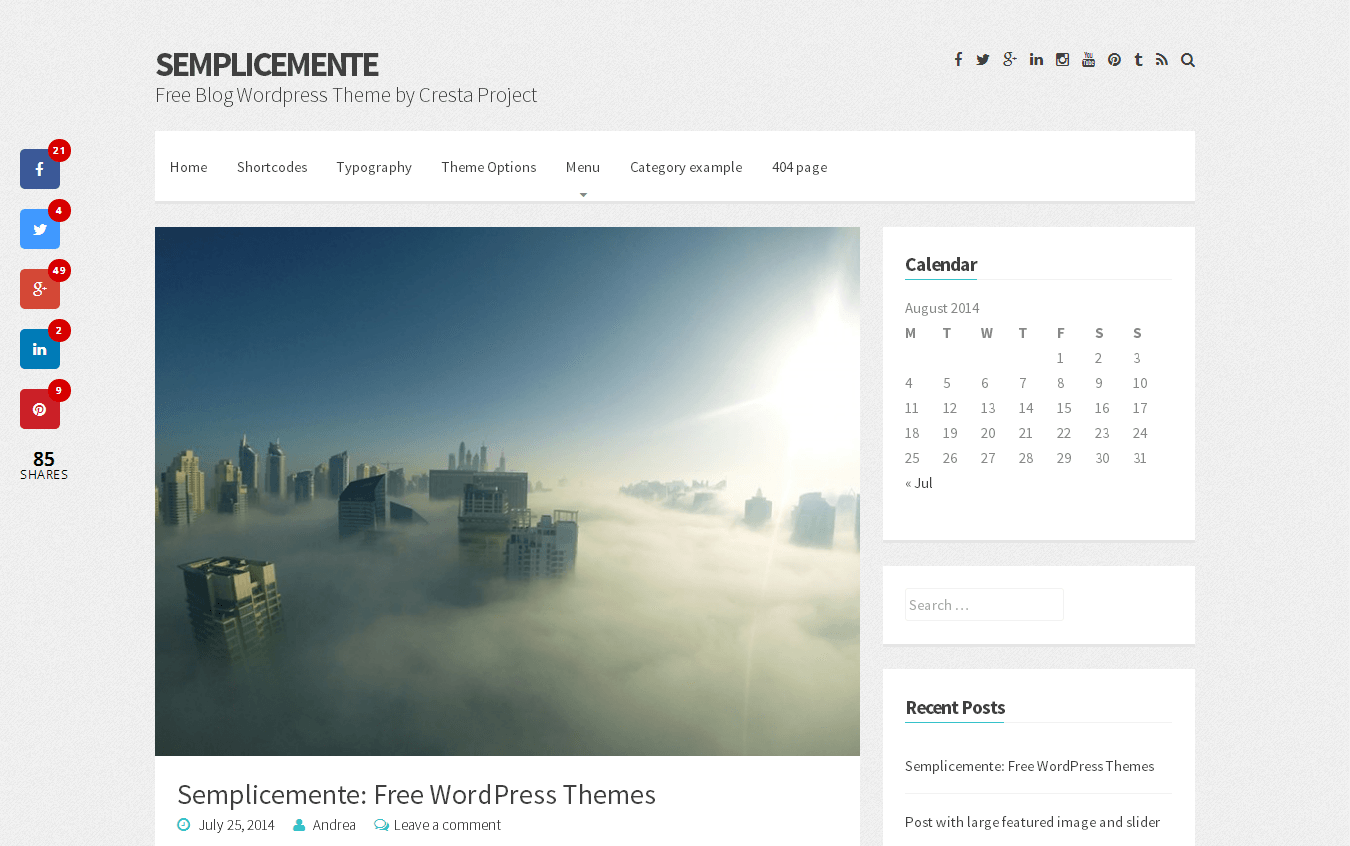 SEMPLICEMENTE
Free Blog Wordpress Theme by Cresta Project
21
4
49
2
9
85
SHARES
Home Shortcodes Typography Theme Options Menu Category example 404 page
Semplicemente: Free WordPress Themes
July 25, 2014 Andrea Leave a comment
Calendar
August 2014
M T W T F S S
1 2 3
4 5 6 7 8 9 10
11 12 13 14 15 16 17
18 19 20 21 22 23 24
25 26 27 28 29 30 31
« Jul
Search …
Recent Posts
Semplicemente: Free WordPress Themes
Post with large featured image and slider